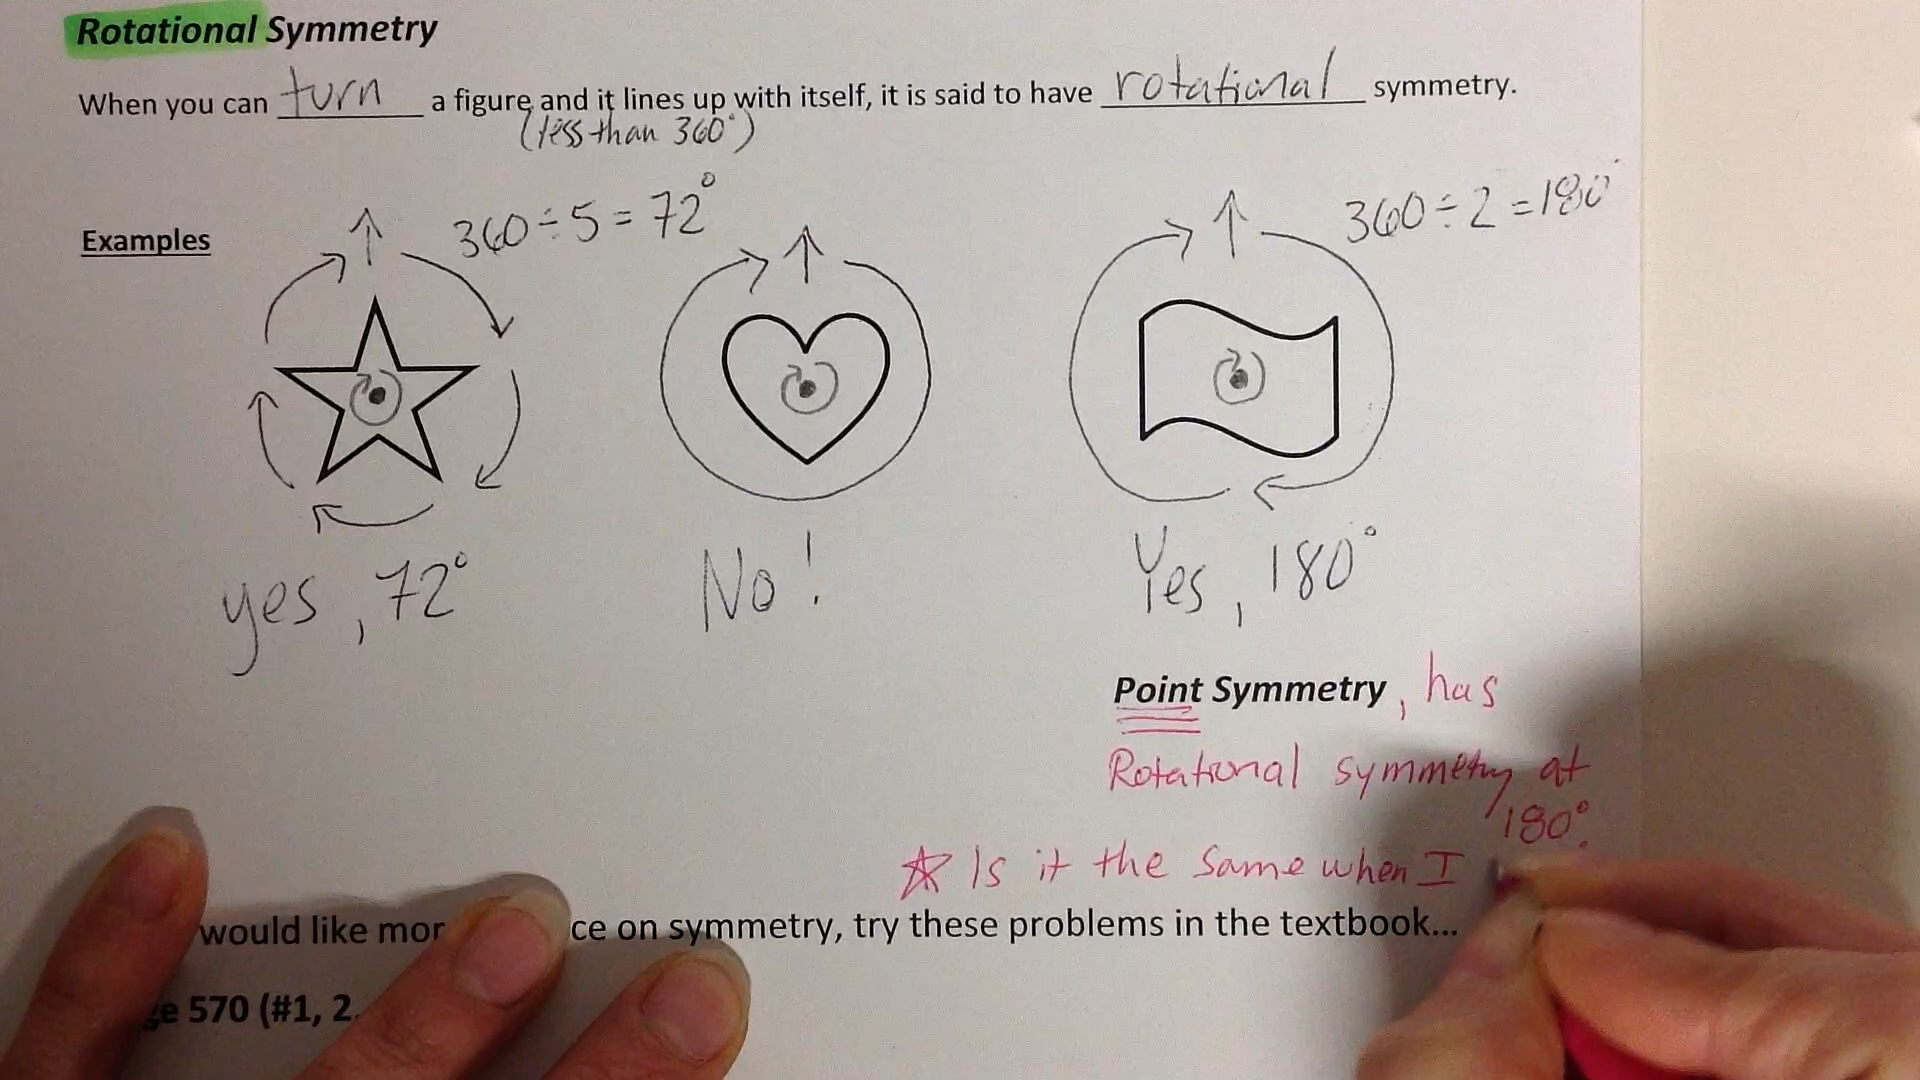 Rotational Symmetry
When you can turn a figure and it lines up with itself, it is said to have rotational symmetry.
(less than 360°)
Examples
360÷5=72°
360÷2=180°
yes, 72°
No!
Yes, 180°
Point Symmetry, has
Rotational symmetry at
180°.
☆ Is it the same when I
would like mor ce on symmetry, try these problems in the textbook...
e 570 (#1, 2